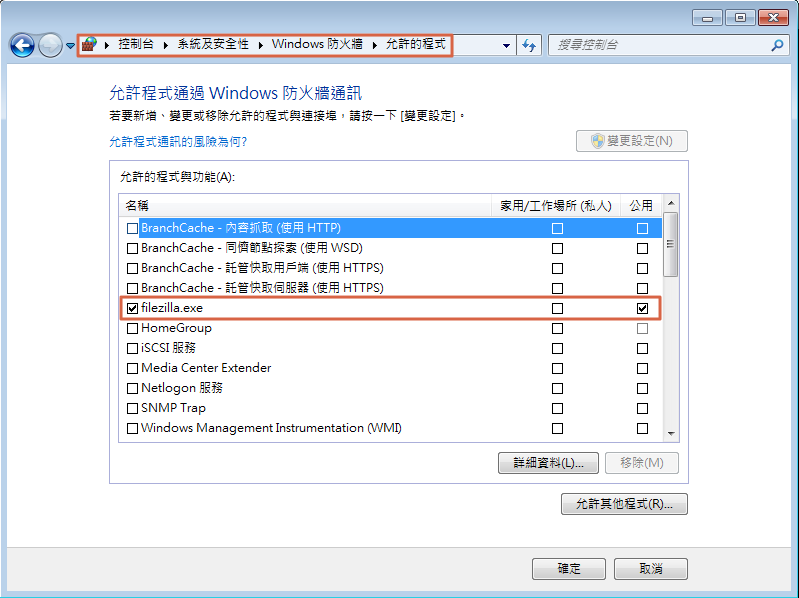 控制台 ▸ 系統及安全性 ▸ Windows 防火牆 ▸ 允許的程式
搜尋控制台
允許程式通過 Windows 防火牆通訊
若要新增、變更或移除允許的程式與連接埠，請按一下 [變更設定]。
允許程式通訊的風險為何?
變更設定(N)
允許的程式與功能(A):
名稱 家用/工作場所 (私人) 公用
BranchCache - 內容抓取 (使用 HTTP)
BranchCache - 同儕節點探索 (使用 WSD)
BranchCache - 託管快取用戶端 (使用 HTTPS)
BranchCache - 託管快取伺服器 (使用 HTTPS)
filezilla.exe
HomeGroup
iSCSI 服務
Media Center Extender
Netlogon 服務
SNMP Trap
Windows Management Instrumentation (WMI)
詳細資料(L)... 移除(M)
允許其他程式(R)...
確定 取消